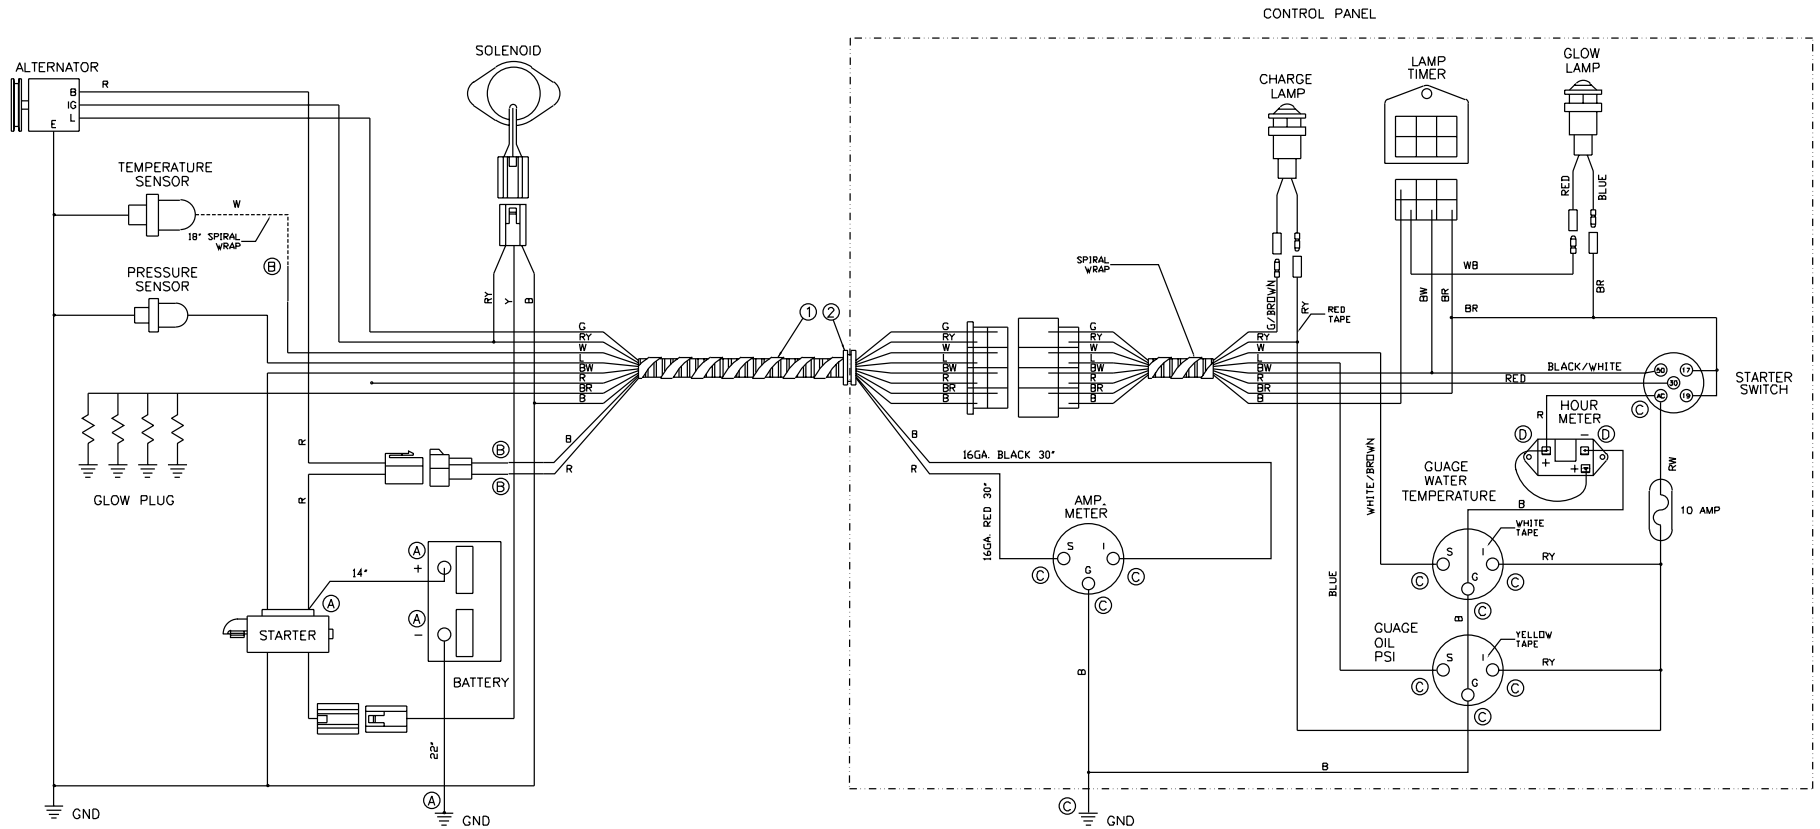 CONTROL PANEL
ALTERNATOR
B
IG
L
E
R
SOLENOID
CHARGE
LAMP
LAMP
TIMER
GLOW
LAMP
TEMPERATURE
SENSOR
W
18" SPIRAL
WRAP
B
PRESSURE
SENSOR
RY
Y
B
RED
BLUE
WB
BW
BR
BR
BR
SPIRAL
WRAP
G/BROWN
RY
RED
TAPE
1
2
G
RY
W
L
BW
R
BR
B
G
RY
W
L
BW
R
BR
B
G
RY
W
L
BW
R
BR
B
G
RY
W
L
BW
R
BR
B
BLACK/WHITE
RED
50
17
30
AC
19
STARTER
SWITCH
C
HOUR
METER
R
D
D
-
+
+
GLOW PLUG
R
R
B
R
B
B
B
R
16GA. BLACK 30"
16GA. RED 30"
AMP.
METER
S
I
G
C
C
C
WHITE/BROWN
BLUE
GUAGE
WATER
TEMPERATURE
B
WHITE
TAPE
S
I
G
RY
C
C
C
RW
10 AMP
B
GUAGE
OIL
PSI
YELLOW
TAPE
S
I
G
RY
C
C
C
A
+
14"
A
A
-
STARTER
BATTERY
22"
A
B
B
GND
GND
C
GND